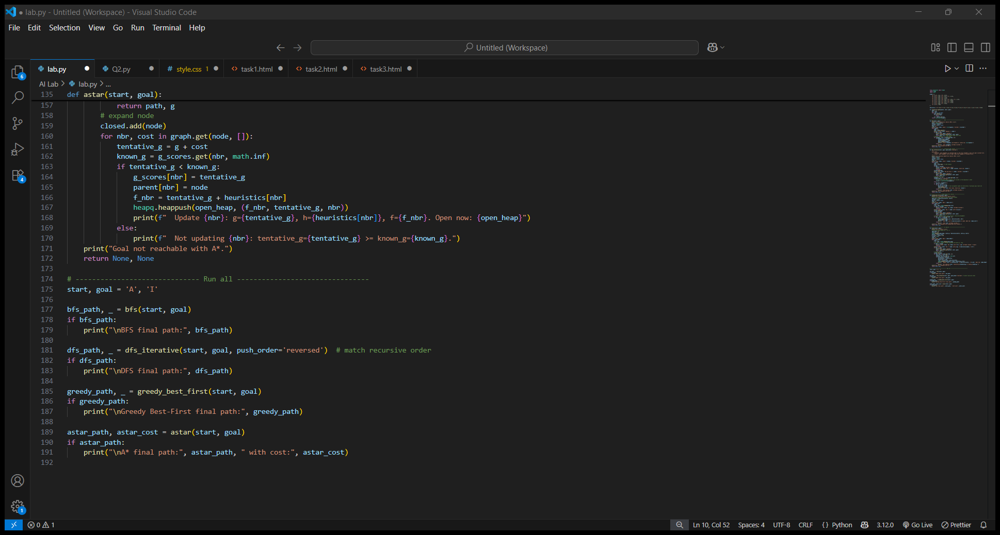 ● lab.py - Untitled (Workspace) - Visual Studio Code
File Edit Selection View Go Run Terminal Help
Untitled (Workspace)
lab.py ● Q2.py ● # style.css 1 ● <> task1.html ● <> task2.html ● <> task3.html ●
AI Lab > lab.py > ...
135 def astar(start, goal):
157 return path, g
158 # expand node
159 closed.add(node)
160 for nbr, cost in graph.get(node, []):
161 tentative_g = g + cost
162 known_g = g_scores.get(nbr, math.inf)
163 if tentative_g < known_g:
164 g_scores[nbr] = tentative_g
165 parent[nbr] = node
166 f_nbr = tentative_g + heuristics[nbr]
167 heapq.heappush(open_heap, (f_nbr, tentative_g, nbr))
168 print(f"  Update {nbr}: g={tentative_g}, h={heuristics[nbr]}, f={f_nbr}. Open now: {open_heap}")
169 else:
170 print(f"  Not updating {nbr}: tentative_g={tentative_g} >= known_g={known_g}.")
171 print("Goal not reachable with A*.")
172 return None, None
173
174 # ------------------------------ Run all --------------------------------
175 start, goal = 'A', 'I'
176
177 bfs_path, _ = bfs(start, goal)
178 if bfs_path:
179 print("\nBFS final path:", bfs_path)
180
181 dfs_path, _ = dfs_iterative(start, goal, push_order='reversed')  # match recursive order
182 if dfs_path:
183 print("\nDFS final path:", dfs_path)
184
185 greedy_path, _ = greedy_best_first(start, goal)
186 if greedy_path:
187 print("\nGreedy Best-First final path:", greedy_path)
188
189 astar_path, astar_cost = astar(start, goal)
190 if astar_path:
191 print("\nA* final path:", astar_path, " with cost:", astar_cost)
192
6
4
1
0 1 Ln 10, Col 52 Spaces: 4 UTF-8 CRLF {} Python 3.12.0 Go Live Prettier